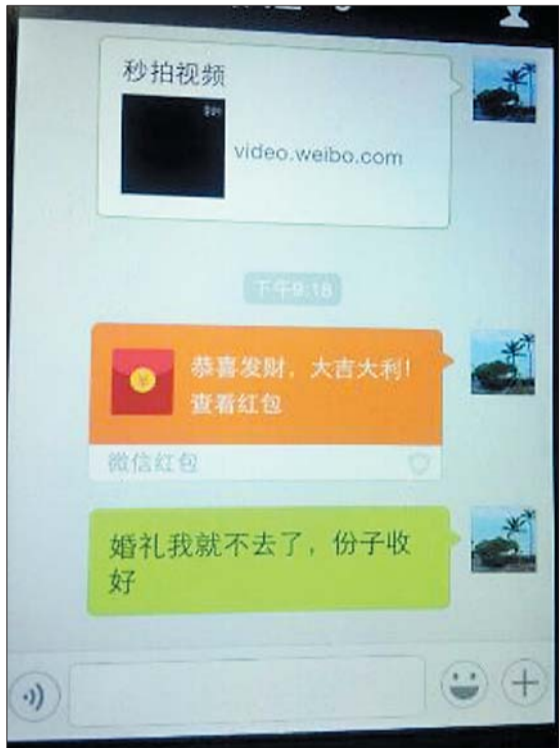 秒拍视频
video.weibo.com
下午9:18
恭喜发财，大吉大利!
查看红包
微信红包
婚礼我就不去了，份子收
好